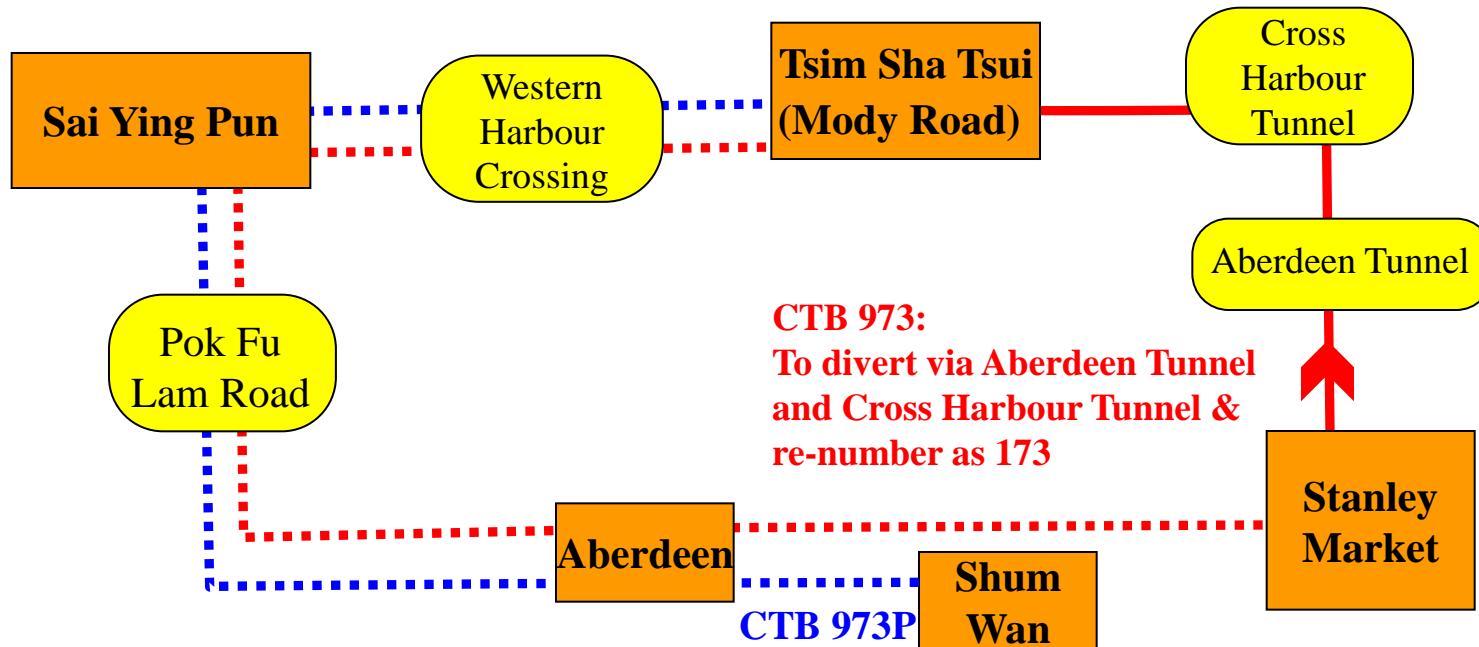 Sai Ying Pun
Western
Harbour
Crossing
Tsim Sha Tsui
(Mody Road)
Cross
Harbour
Tunnel
Aberdeen Tunnel
Pok Fu
Lam Road
CTB 973:
To divert via Aberdeen Tunnel
and Cross Harbour Tunnel &
re-number as 173
Stanley
Market
Aberdeen
Shum
Wan
CTB 973P